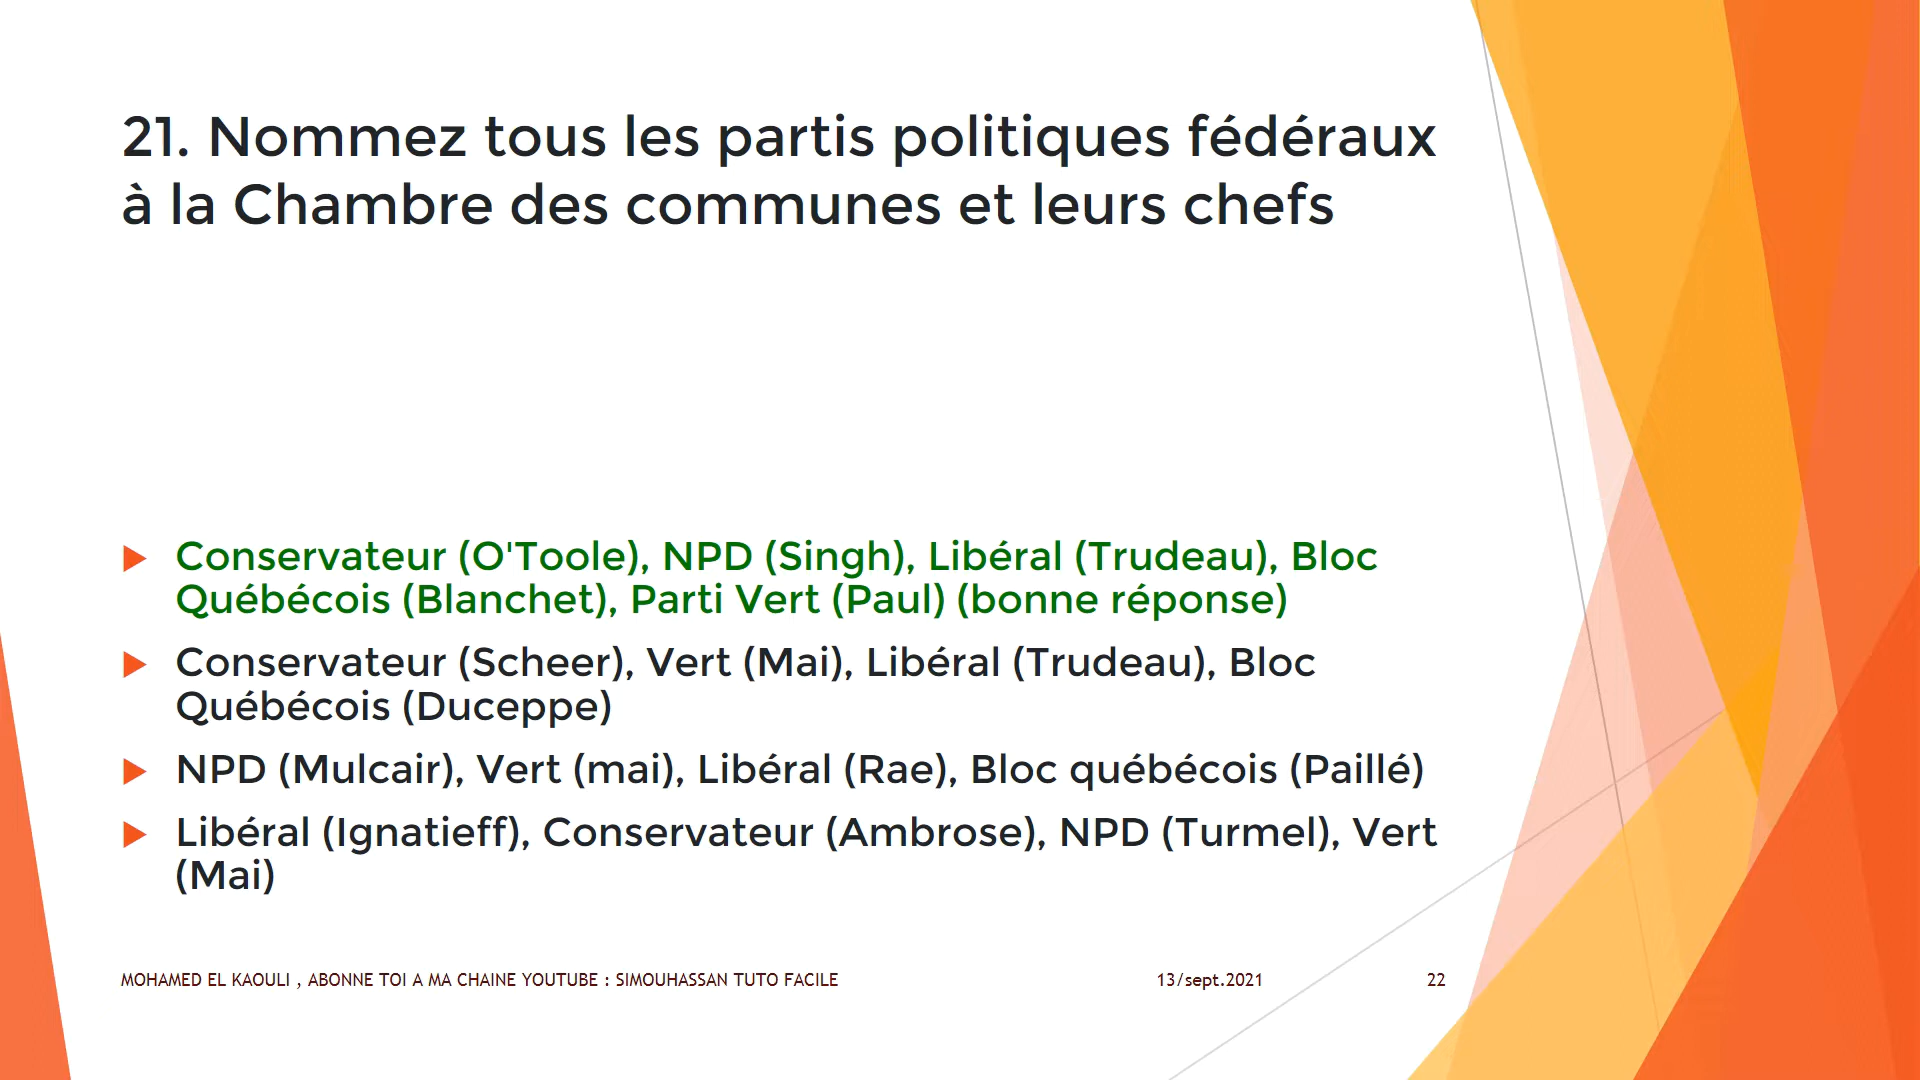 21. Nommez tous les partis politiques fédéraux
à la Chambre des communes et leurs chefs
Conservateur (O'Toole), NPD (Singh), Libéral (Trudeau), Bloc
Québécois (Blanchet), Parti Vert (Paul) (bonne réponse)
Conservateur (Scheer), Vert (Mai), Libéral (Trudeau), Bloc
Québécois (Duceppe)
NPD (Mulcair), Vert (mai), Libéral (Rae), Bloc québécois (Paillé)
Libéral (Ignatieff), Conservateur (Ambrose), NPD (Turmel), Vert
(Mai)
MOHAMED EL KAOULI , ABONNE TOI A MA CHAINE YOUTUBE : SIMOUHASSAN TUTO FACILE 13/sept.2021 22